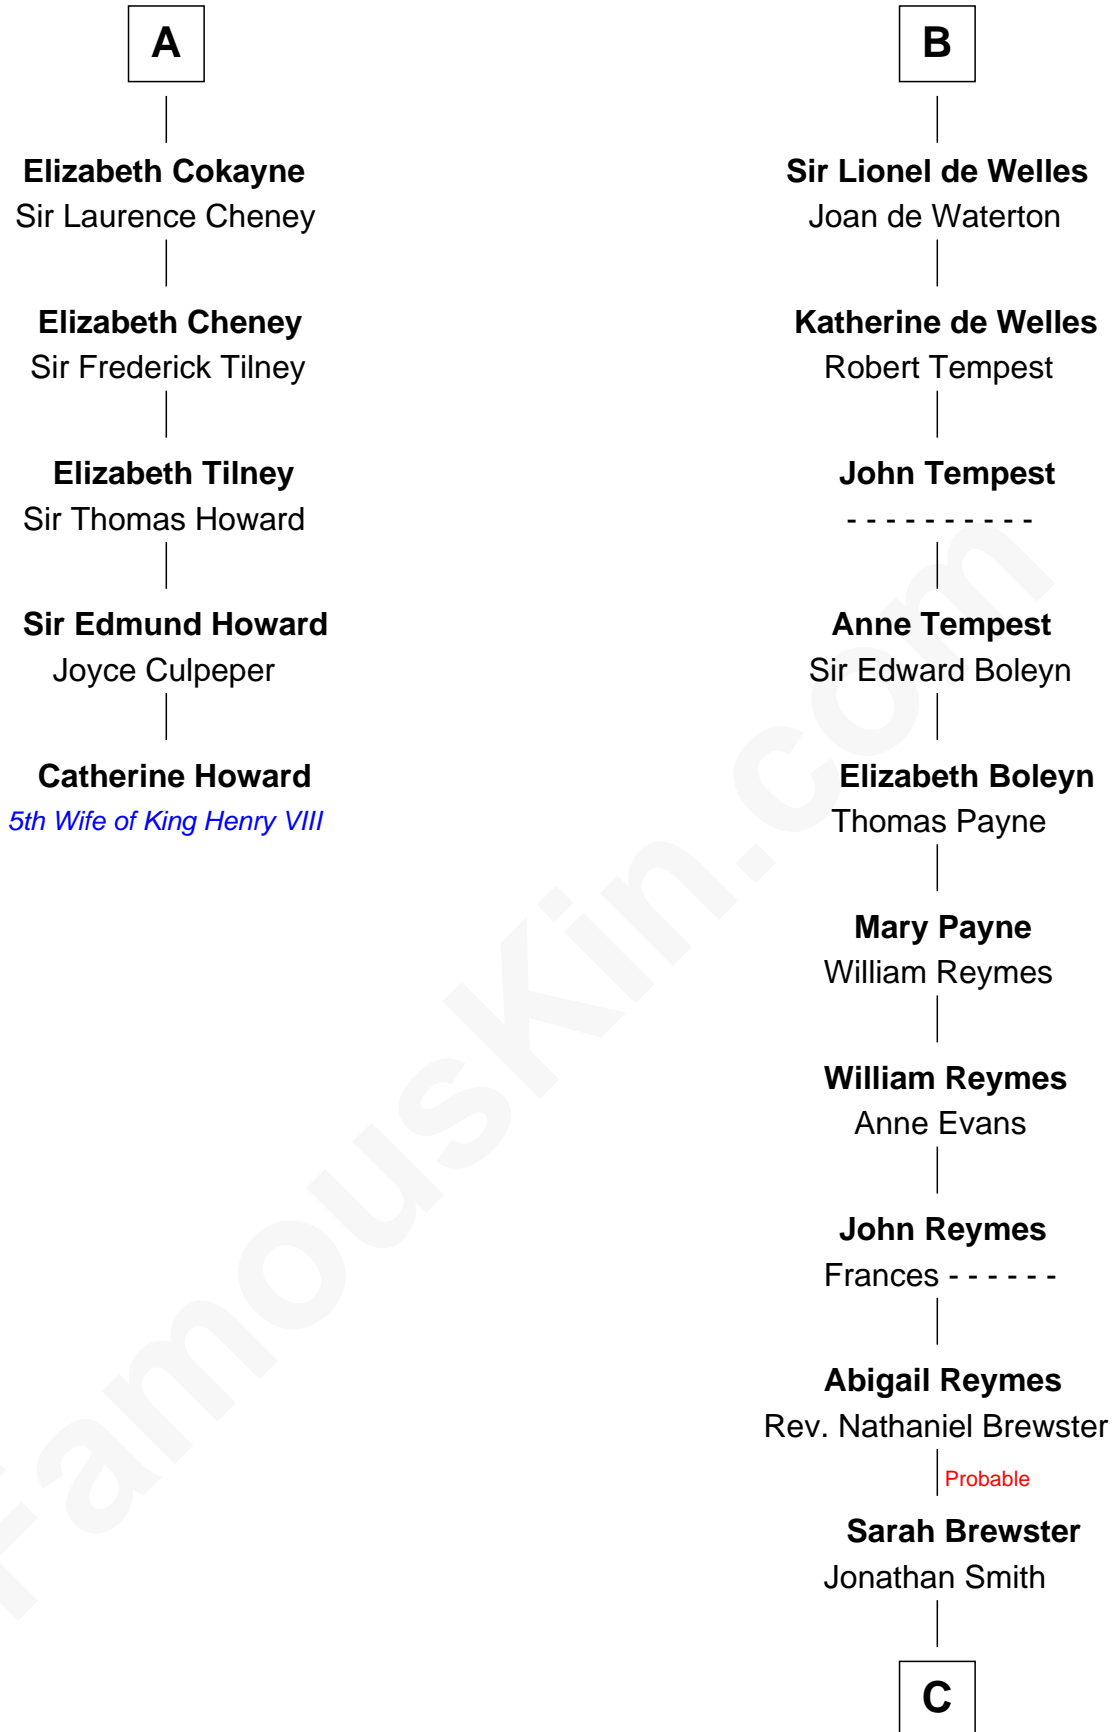 A
Elizabeth Cokayne
Sir Laurence Cheney
Elizabeth Cheney
Sir Frederick Tilney
Elizabeth Tilney
Sir Thomas Howard
Sir Edmund Howard
Joyce Culpeper
Catherine Howard
5th Wife of King Henry VIII
B
Sir Lionel de Welles
Joan de Waterton
Katherine de Welles
Robert Tempest
John Tempest
- - - - - - - - - -
Anne Tempest
Sir Edward Boleyn
Elizabeth Boleyn
Thomas Payne
Mary Payne
William Reymes
William Reymes
Anne Evans
John Reymes
Frances - - - - - -
Abigail Reymes
Rev. Nathaniel Brewster
Probable
Sarah Brewster
Jonathan Smith
C
FamousKin.com